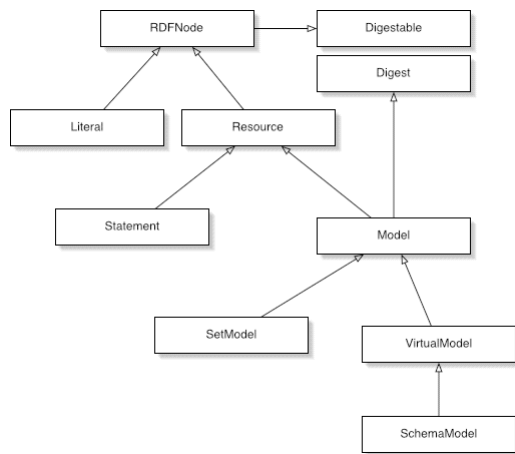 RDFNode
Digestable
Digest
Literal
Resource
Statement
Model
SetModel
VirtualModel
SchemaModel